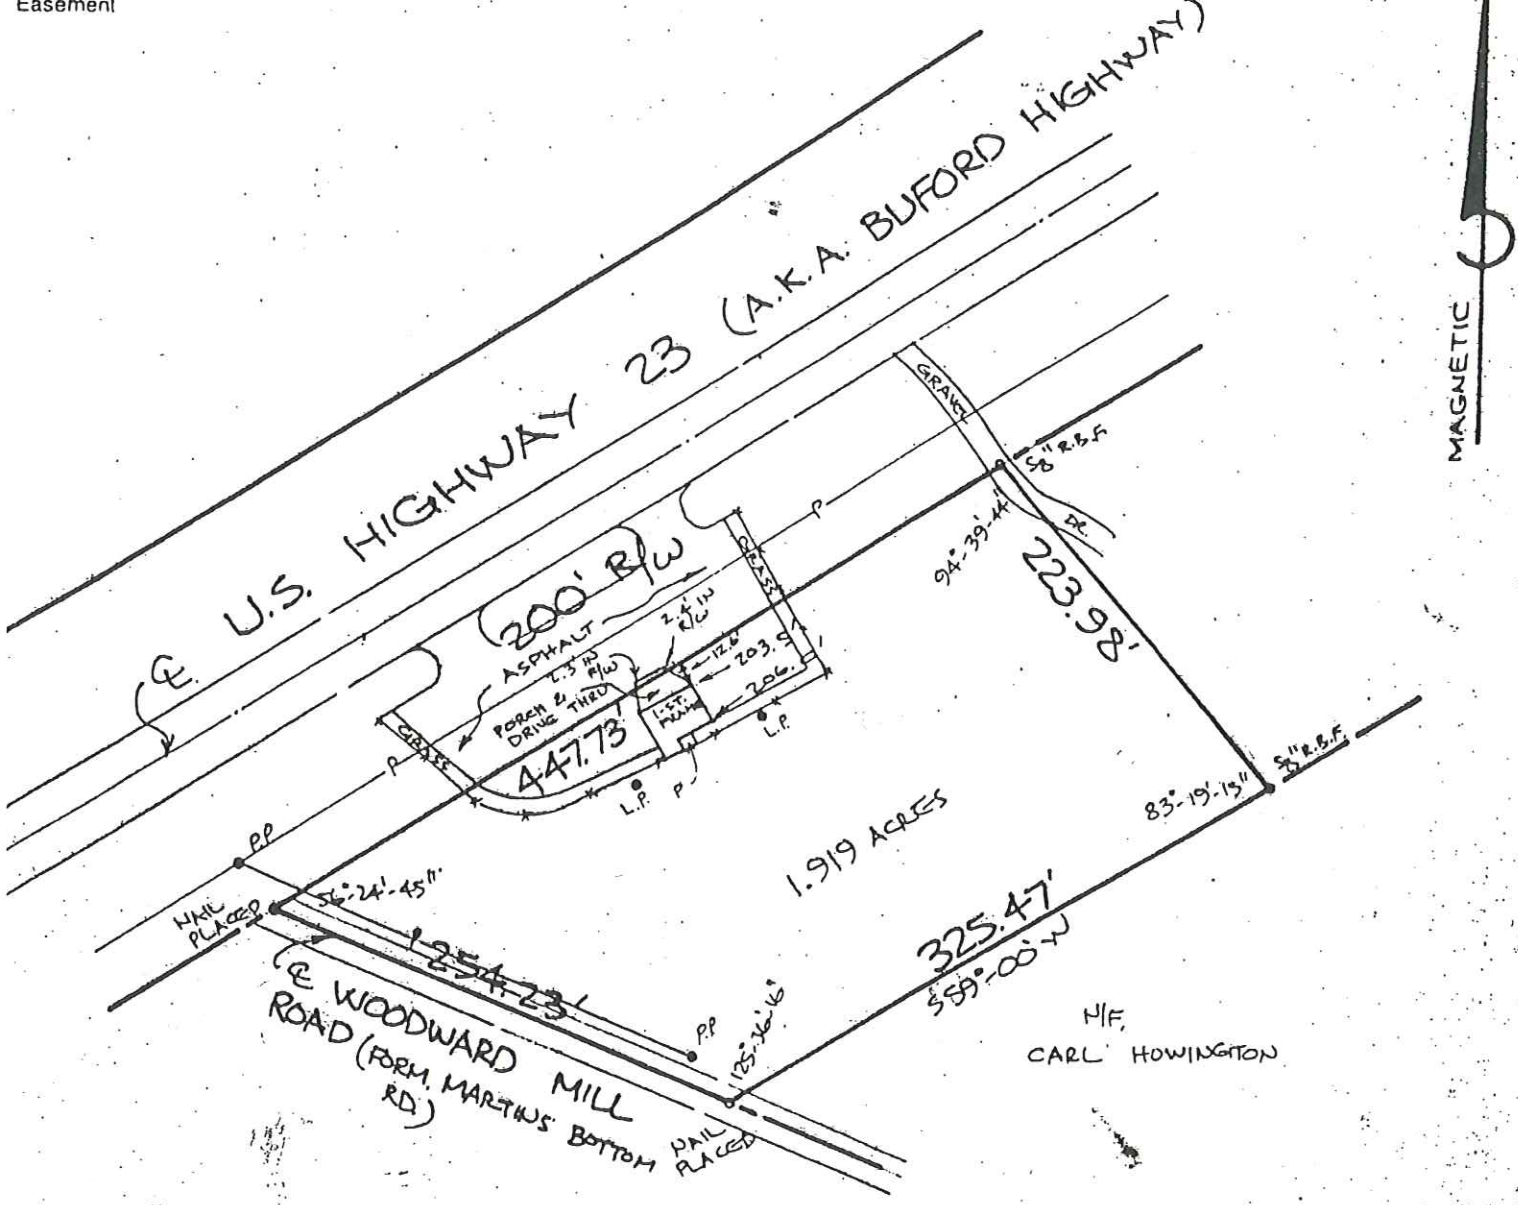 Easement
U.S. HIGHWAY 23 (A.K.A. BUFORD HIGHWAY)
MAGNETIC
GRAVEL
DR.
5/8" R.B.F.
94°-39'-44"
223.98'
200' R/W
ASPHALT
2.4' IN
R/W
GRASS
12.6'
203.5'
206.1'
2.3' IN
R/W
PORCH &
DRIVE THRU
1-ST.
FRAME
447.73'
GRASS
P
P
P
P
L.P.
L.P.
℄
P.P.
NAIL
PLACED
56°-24'-45"
254.23'
℄ WOODWARD MILL
ROAD (FORM. MARTINS BOTTOM
RD.)
P.P.
NAIL
PLACED
125°-36'-16"
1.919 ACRES
325.47'
S59°-00'W
83°-19'-15"
5/8" R.B.F.
N/F
CARL HOWINGTON